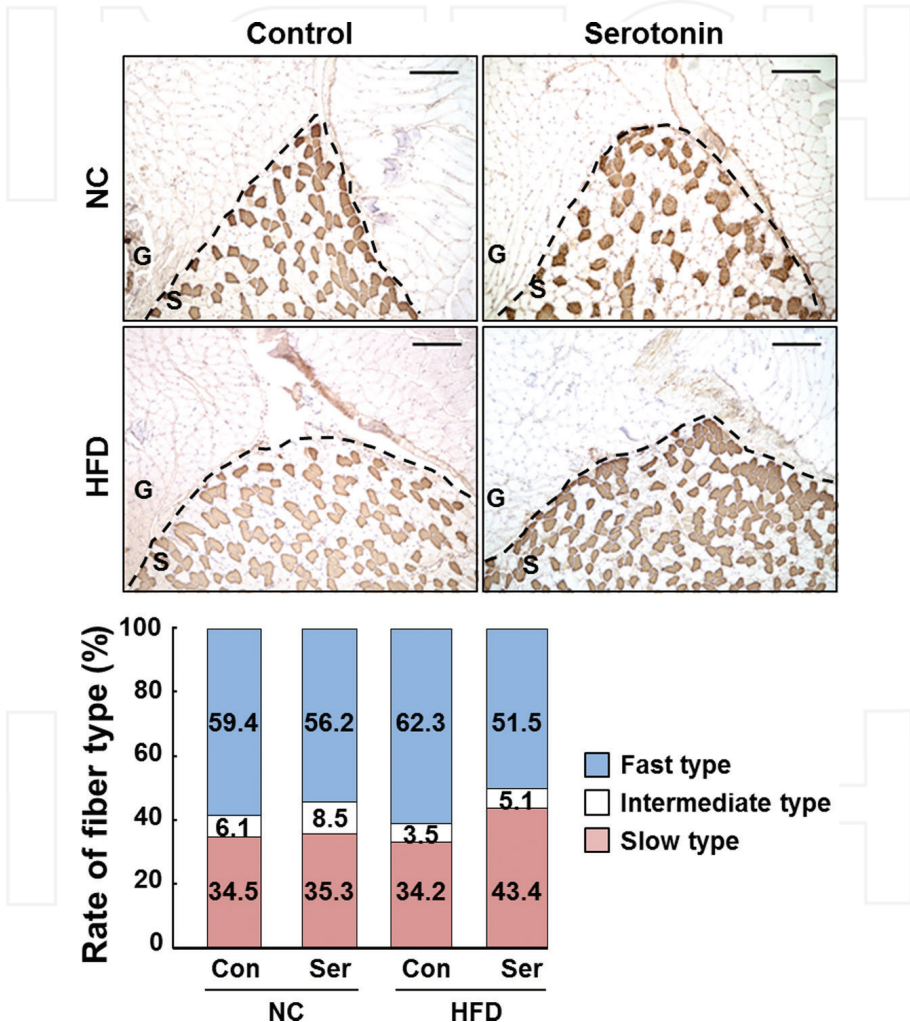 Control Serotonin
NC
G
S
G
S
HFD
G
S
G
S
Rate of fiber type (%)
100
80
60
40
20
0
59.4 56.2 62.3 51.5
6.1 8.5 3.5 5.1
34.5 35.3 34.2 43.4
Fast type
Intermediate type
Slow type
Con Ser Con Ser
NC HFD